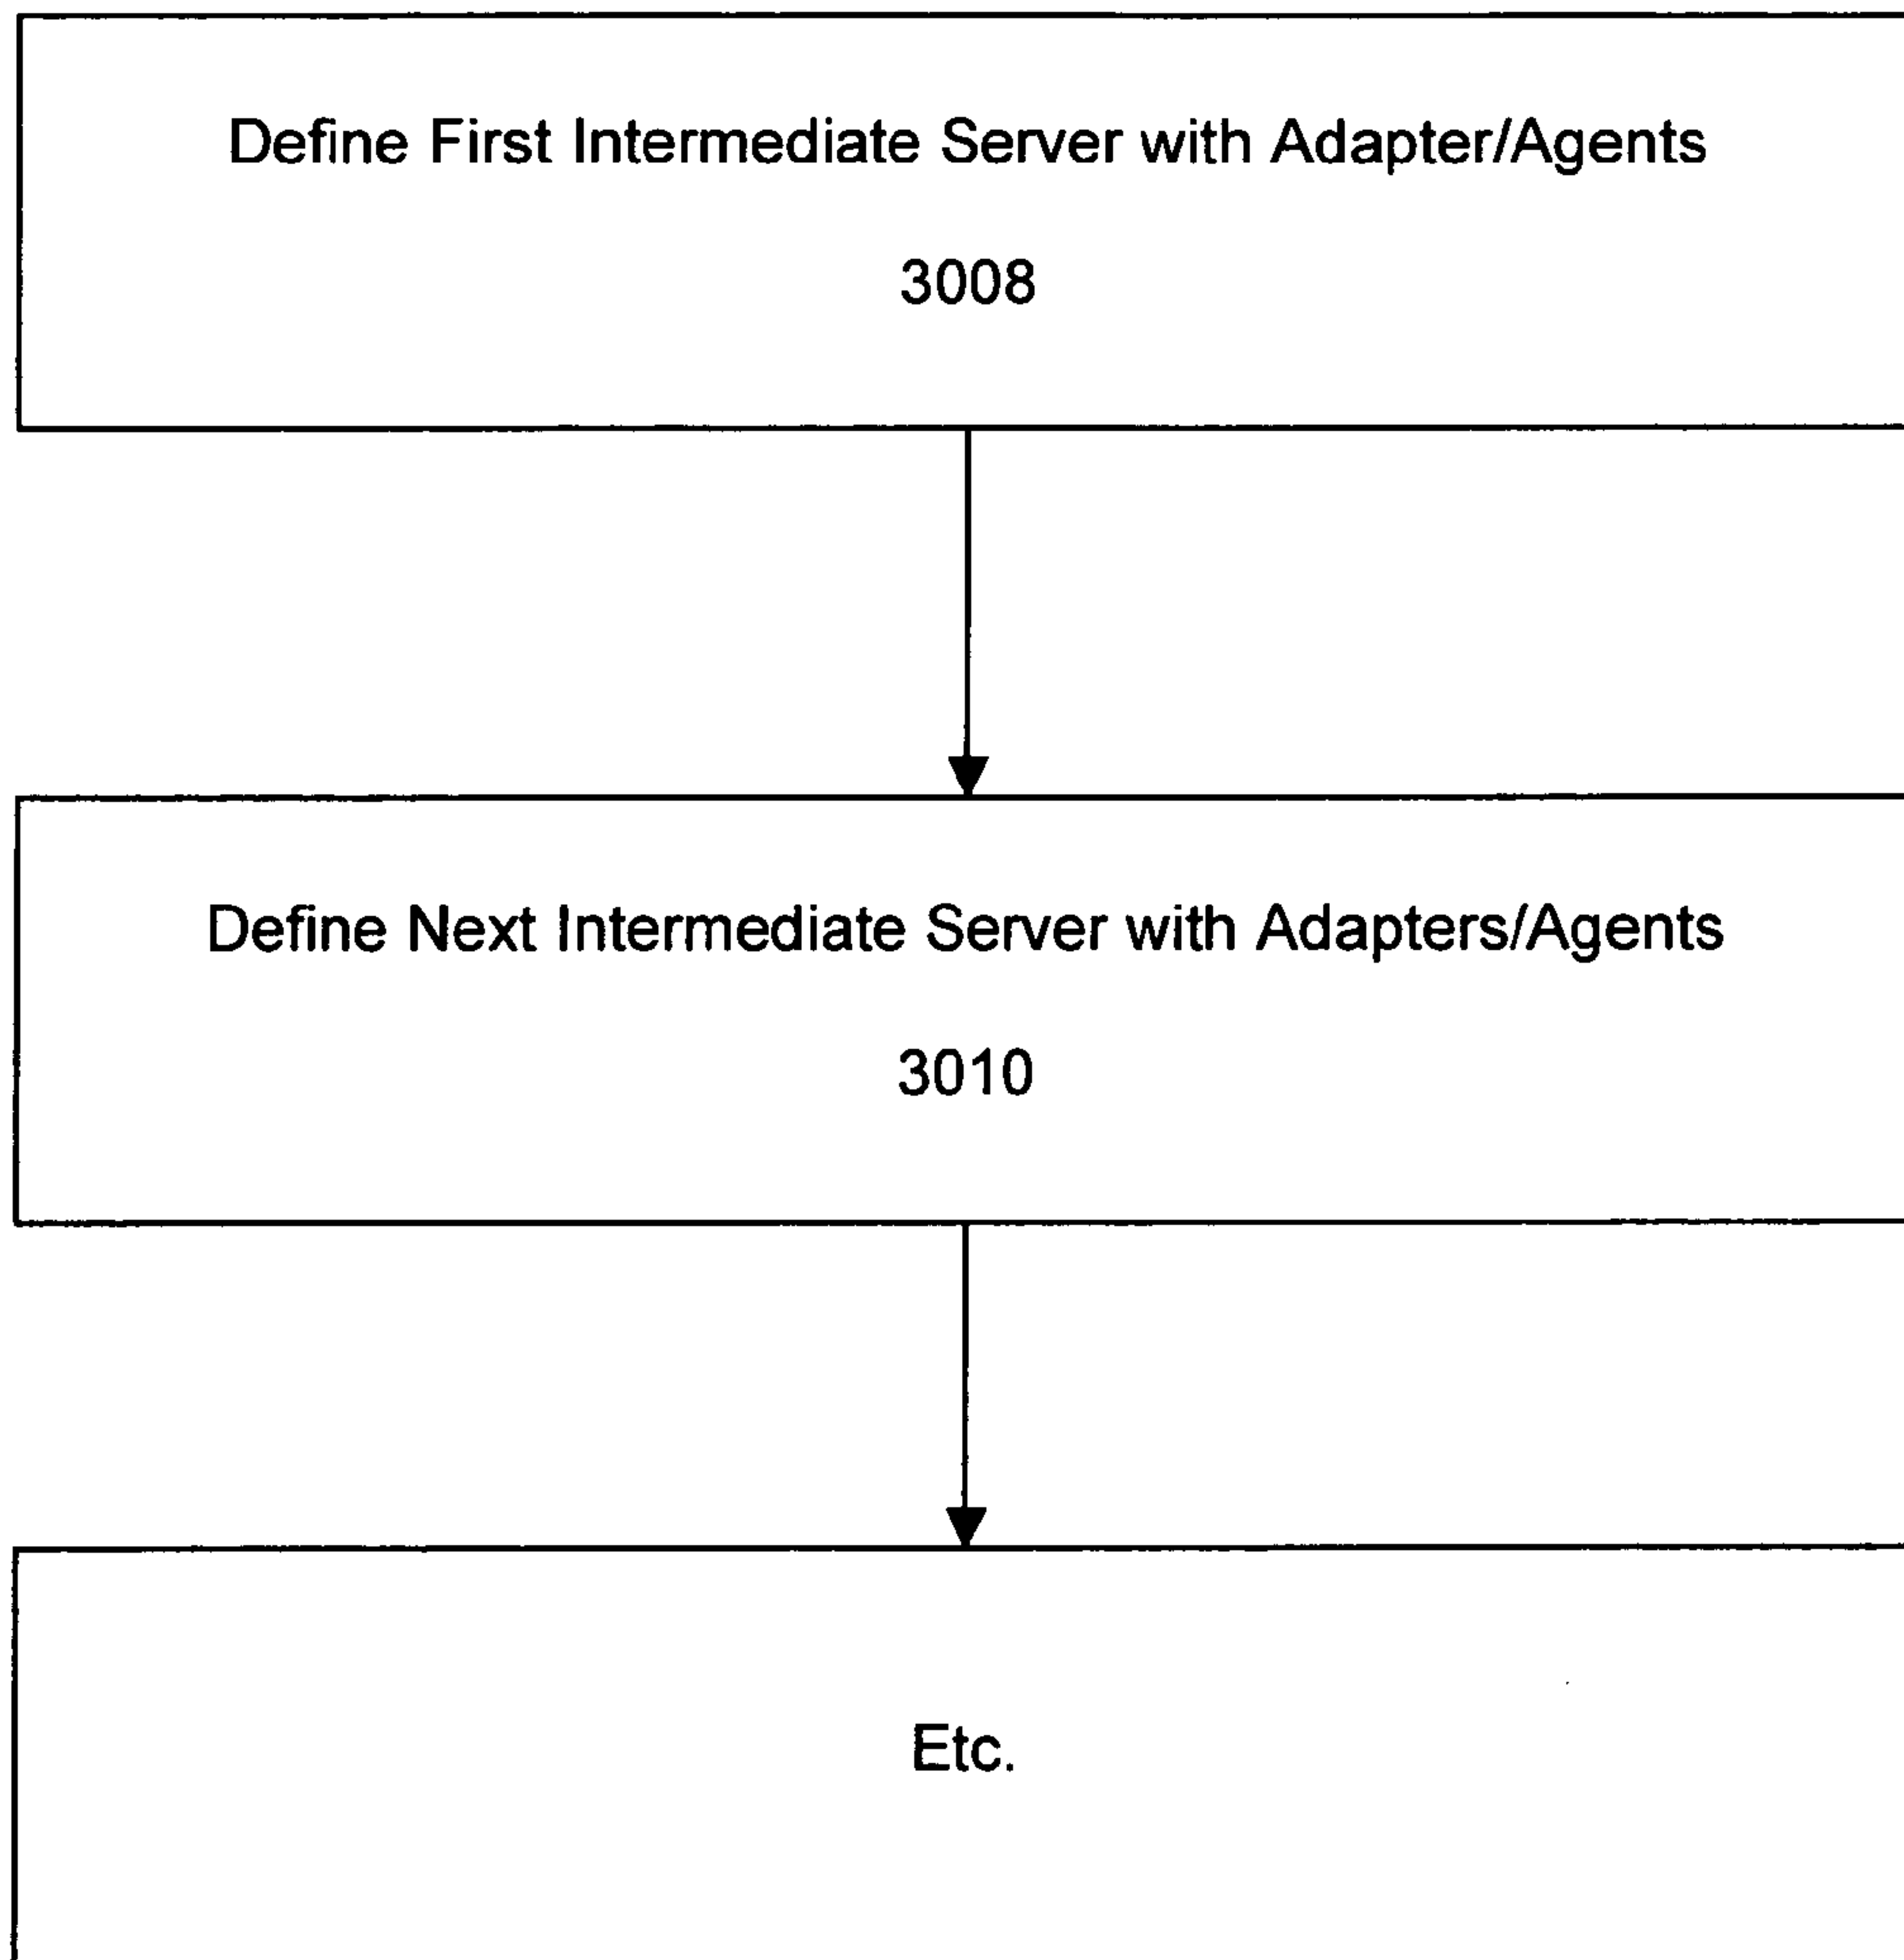 Define First Intermediate Server with Adapter/Agents
3008
Define Next Intermediate Server with Adapters/Agents
3010
Etc.